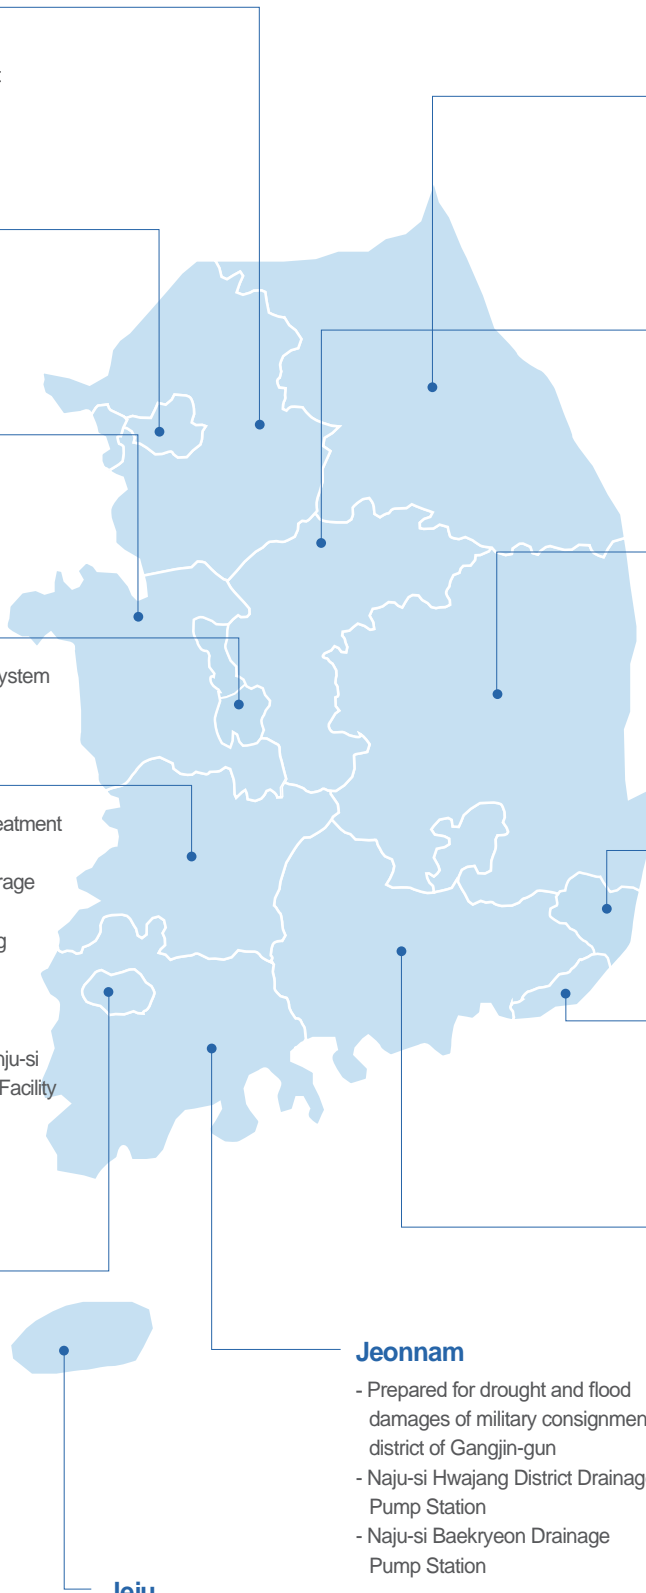 ystem
eatment
rage
g
nju-si
Facility
Jeonnam
- Prepared for drought and flood
damages of military consignmen
district of Gangjin-gun
- Naju-si Hwajang District Drainag
Pump Station
- Naju-si Baekryeon Drainage
Pump Station
Jeju